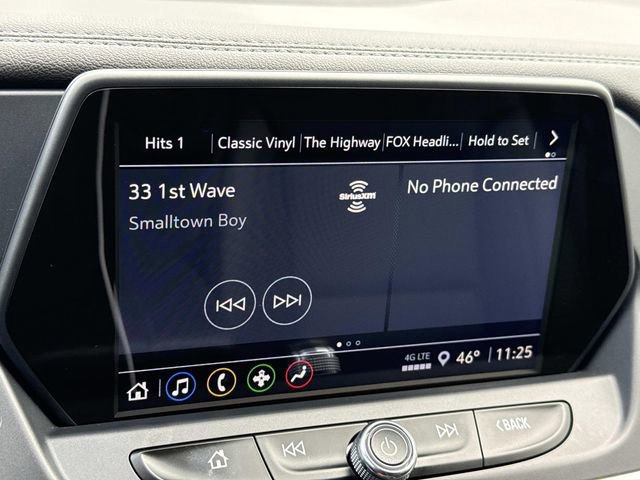 Hits 1 Classic Vinyl The Highway FOX Headli... Hold to Set
33 1st Wave
SiriusXM
No Phone Connected
Smalltown Boy
4G LTE 46° 11:25
BACK